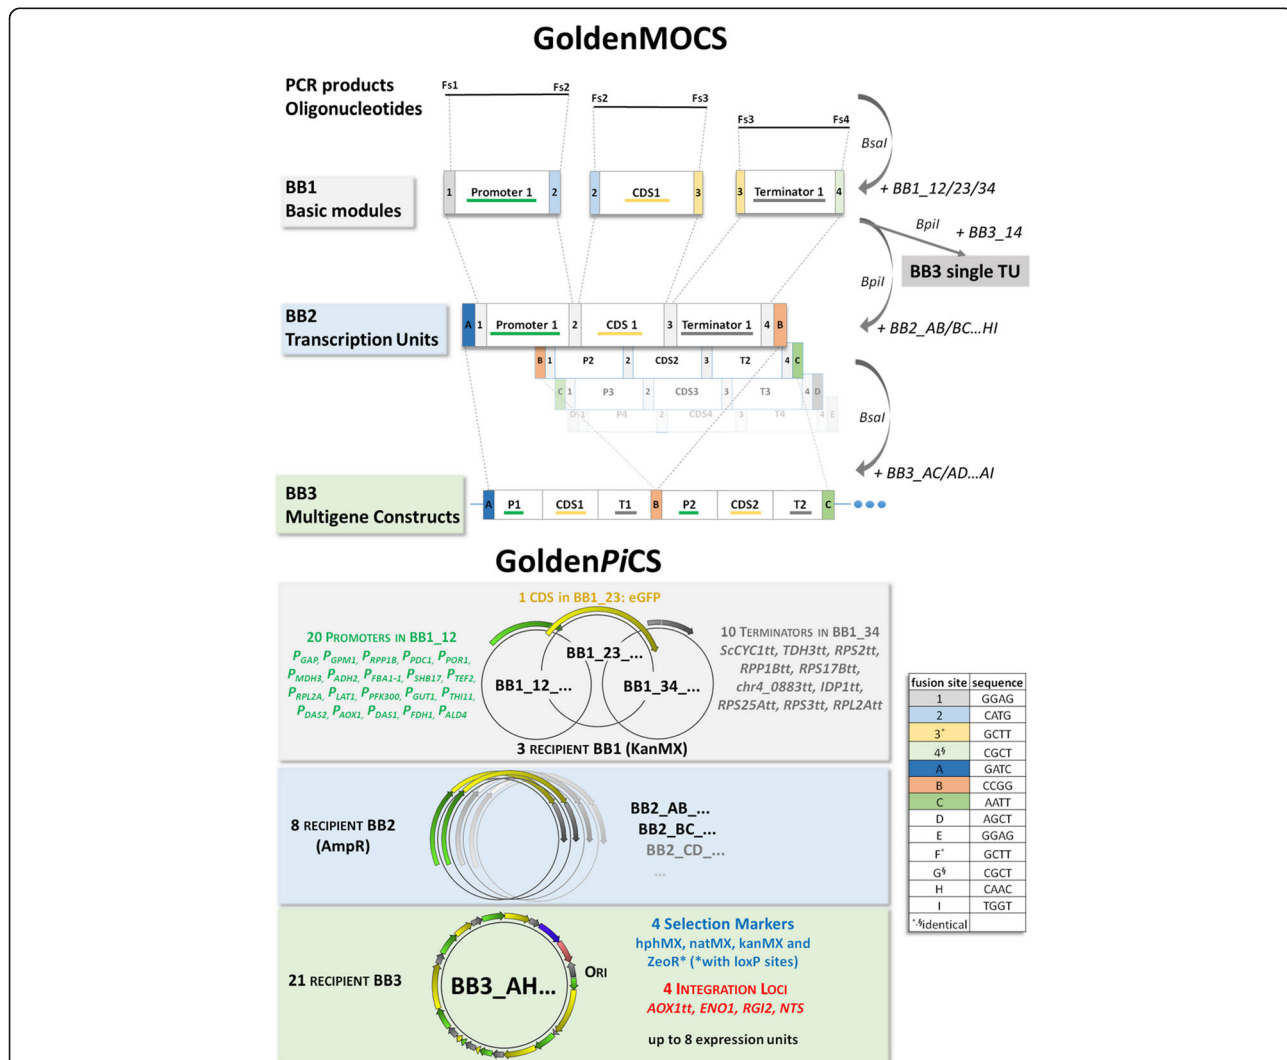 GoldenMOCS
PCR products
Oligonucleotides
Fs1 Fs2
Fs2 Fs3
Fs3 Fs4
BsaI
BB1
Basic modules
1 Promoter 1 2
2 CDS1 3
3 Terminator 1 4
+ BB1_12/23/34
BpiI + BB3_14
BB3 single TU
BpiI
BB2
Transcription Units
A 1 Promoter 1 2 CDS 1 3 Terminator 1 4 B
+ BB2_AB/BC...HI
B 1 P2 2 CDS2 3 T2 4 C
C 1 P3 2 CDS3 3 T3 4 D
D 1 P4 2 CDS4 3 T4 4 E
BsaI
+ BB3_AC/AD...AI
BB3
Multigene Constructs
A P1 CDS1 T1 B P2 CDS2 T2 C
GoldenPiCS
1 CDS in BB1_23: eGFP
20 PROMOTERS IN BB1_12
PGAP, PGPM1, PRPP1B, PPDC1, PPOR1,
PMDH3, PADH2, PFBA1-1, PSHB17, PTEF2,
PRPL2A, PLAT1, PPFK300, PGUT1, PTHI11,
PDAS2, PAOX1, PDAS1, PFDH1, PALD4
BB1_23_...
BB1_12_...
BB1_34_...
10 TERMINATORS IN BB1_34
ScCYC1tt, TDH3tt, RPS2tt,
RPP1Btt, RPS17Btt,
chr4_0883tt, IDP1tt,
RPS25Att, RPS3tt, RPL2Att
3 RECIPIENT BB1 (KanMX)
8 RECIPIENT BB2
(AmpR)
BB2_AB_...
BB2_BC_...
BB2_CD_...
...
21 RECIPIENT BB3
BB3_AH...
ORI
4 Selection Markers
hphMX, natMX, kanMX and
ZeoR* (*with loxP sites)
4 INTEGRATION LOCI
AOX1tt, ENO1, RGI2, NTS
up to 8 expression units
fusion site sequence
1 GGAG
2 CATG
3* GCTT
4§ CGCT
A GATC
B CCGG
C AATT
D AGCT
E GGAG
F* GCTT
G§ CGCT
H CAAC
I TGGT
*,§identical